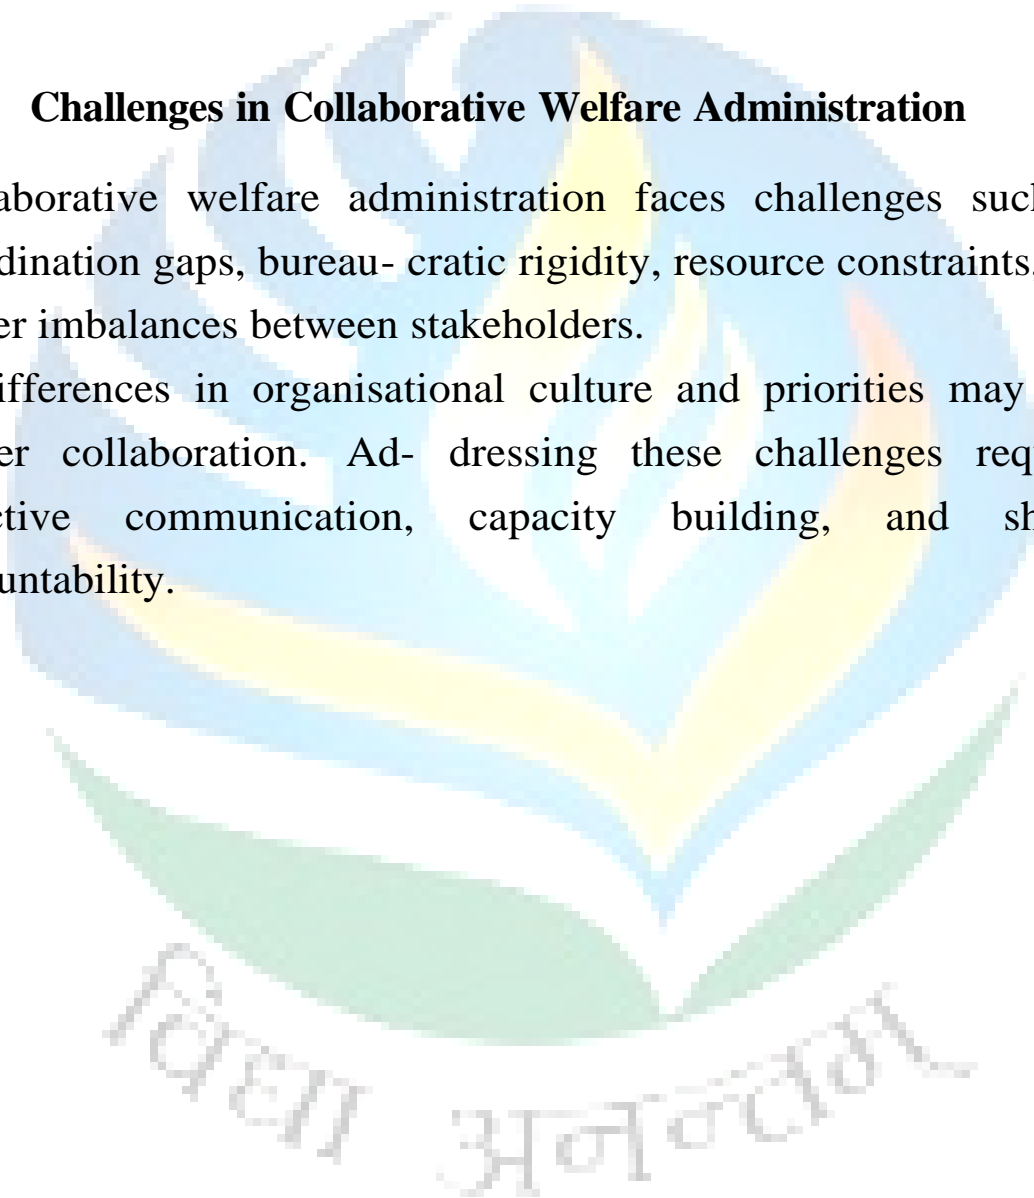 Challenges in Collaborative Welfare Administration
aborative welfare administration faces challenges such
dination gaps, bureau- cratic rigidity, resource constraints,
er imbalances between stakeholders.
ifferences in organisational culture and priorities may
er collaboration. Ad- dressing these challenges req
ctive communication, capacity building, and sh
untability.
विद्या अनन्तम्